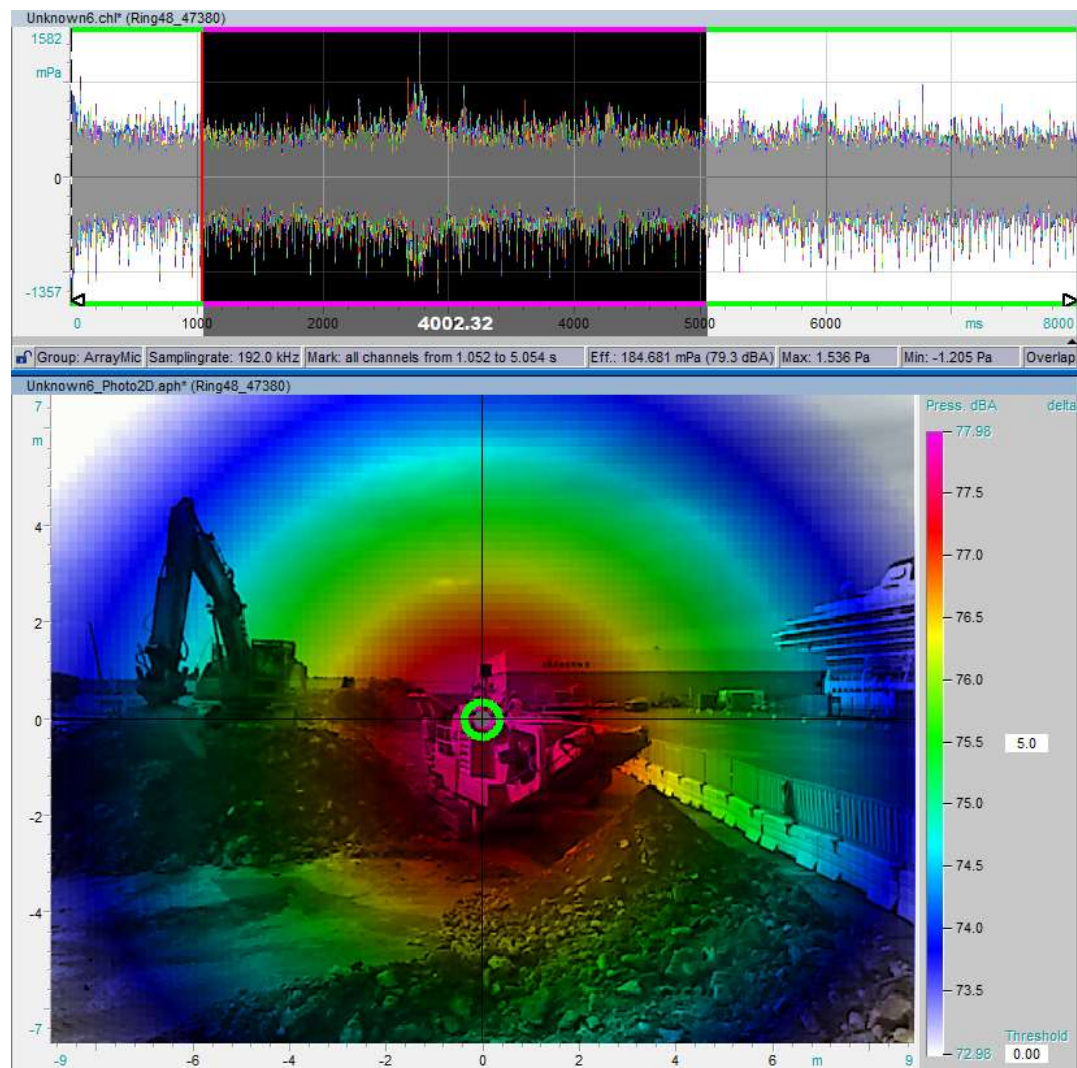 Unknown6.chl* (Ring48_47380)
1582
mPa
0
-1357
0 1000 2000 4002.32 4000 5000 6000 ms 8000
Group: ArrayMic Samplingrate: 192.0 kHz Mark: all channels from 1.052 to 5.054 s Eff.: 184.681 mPa (79.3 dBA) Max: 1.536 Pa Min: -1.205 Pa Overlap
Unknown6_Photo2D.aph* (Ring48_47380)
7
m
4
2
0
-2
-4
-7
-9 -4 -2 0 2 4 m 9
Press. dBA delta
77.98
77.5
77.0
76.5
76.0
75.5
5.0
75.0
74.5
74.0
73.5
Threshold
72.98 0.00